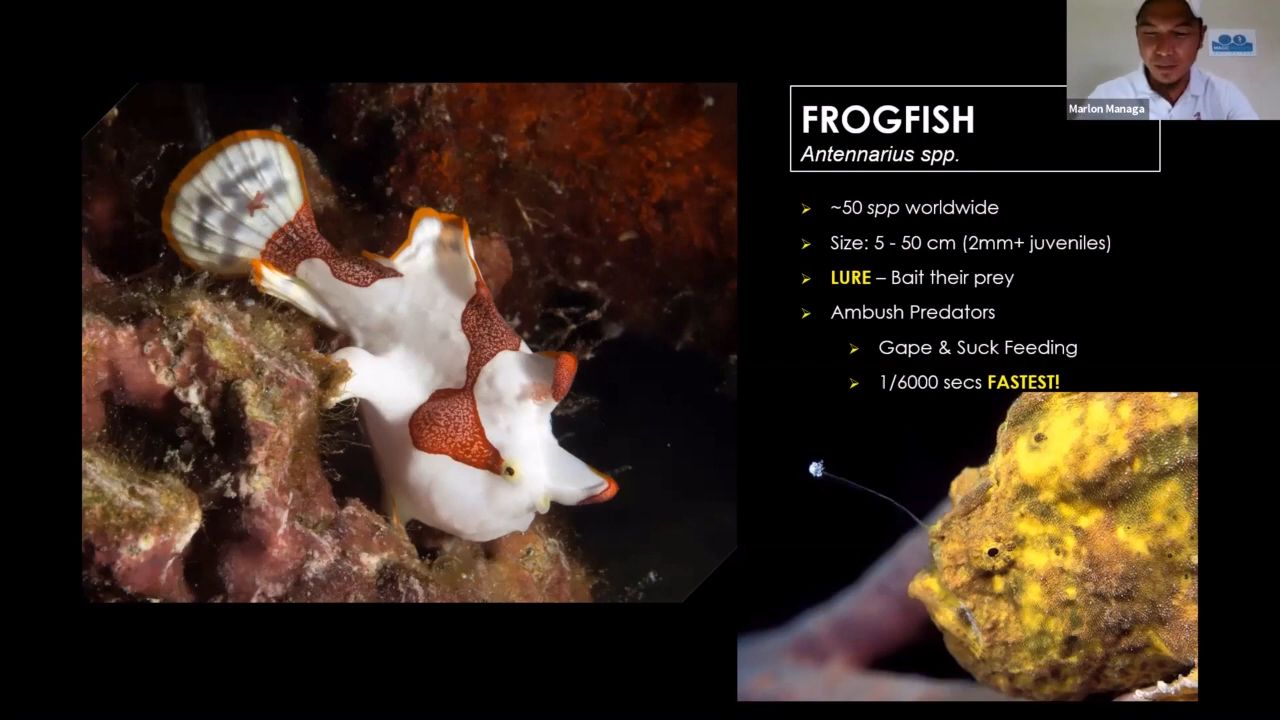 FROGFISH
Antennarius spp.
Marlon Managa
~50 spp worldwide
Size: 5 - 50 cm (2mm+ juveniles)
LURE – Bait their prey
Ambush Predators
Gape & Suck Feeding
1/6000 secs FASTEST!